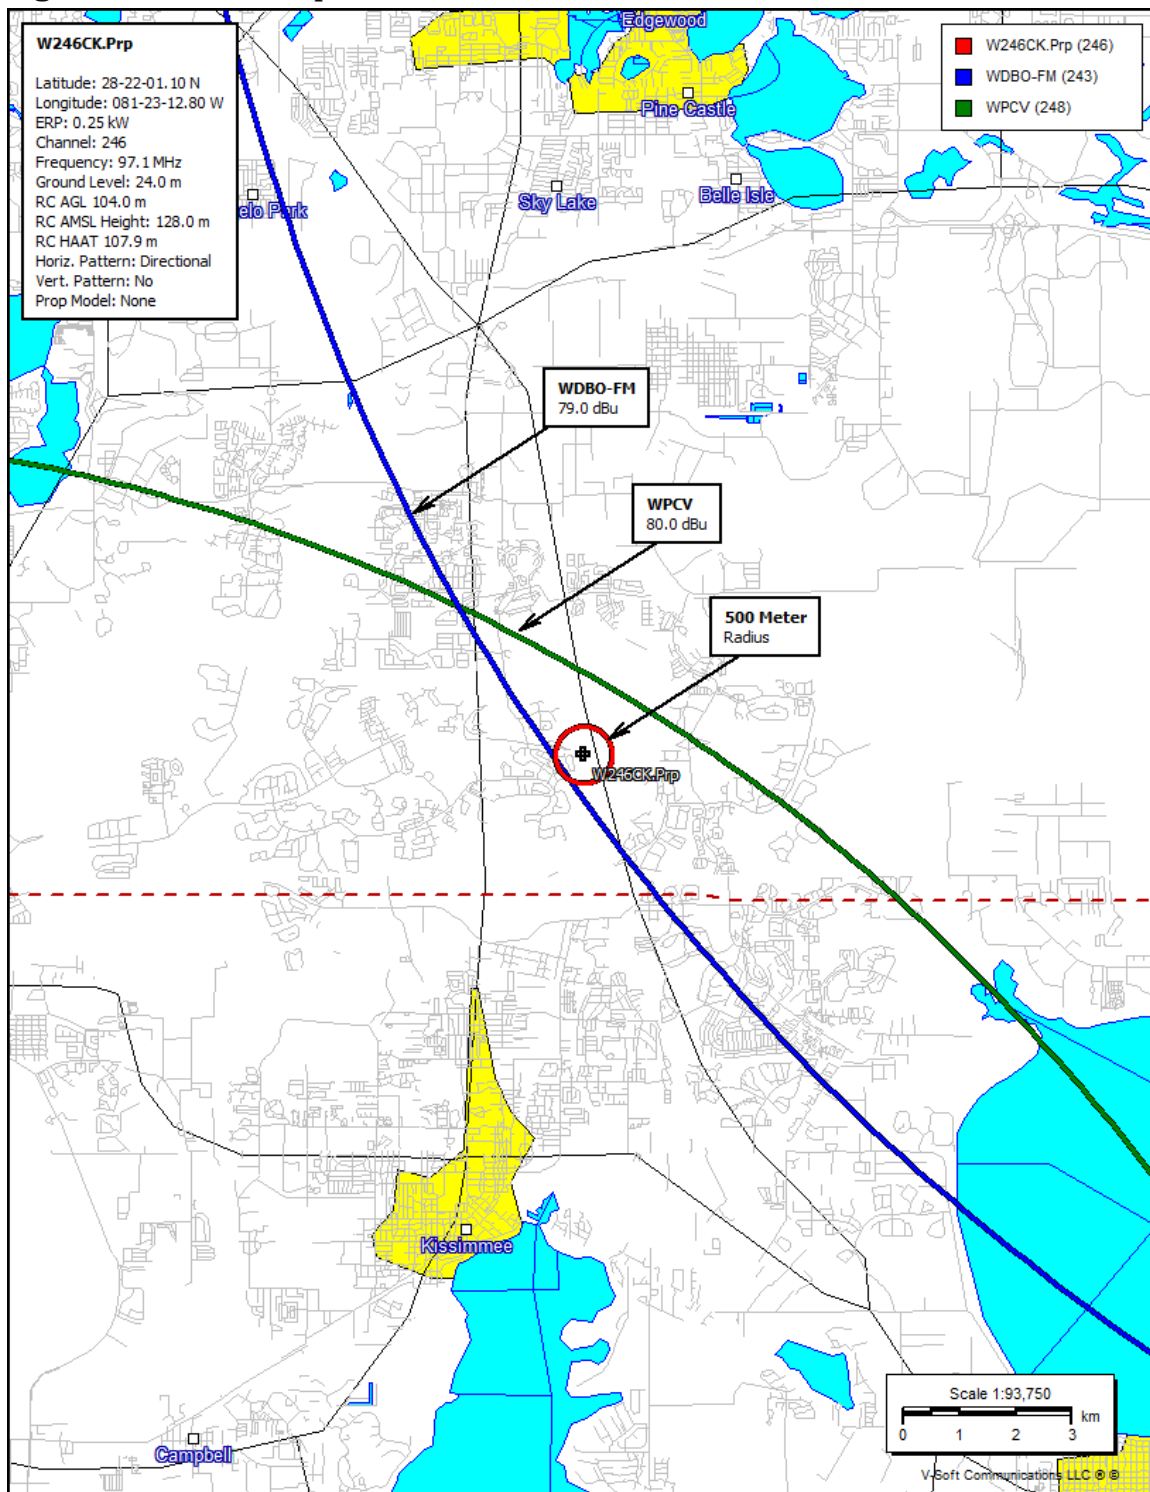 W246CK.Prp
Latitude: 28-22-01.10 N
Longitude: 081-23-12.80 W
ERP: 0.25 kW
Channel: 246
Frequency: 97.1 MHz
Ground Level: 24.0 m
RC AGL 104.0 m
RC AMSL Height: 128.0 m
RC HAAT 107.9 m
Horiz. Pattern: Directional
Vert. Pattern: No
Prop Model: None
W246CK.Prp (246)
WDBO-FM (243)
WPCV (248)
Edgewood
Pine Castle
elo Park
Sky Lake
Belle Isle
WDBO-FM
79.0 dBu
WPCV
80.0 dBu
500 Meter
Radius
W246CK.Prp
Kissimmee
Campbell
Scale 1:93,750
0 1 2 3 km
V-Soft Communications LLC ® ©